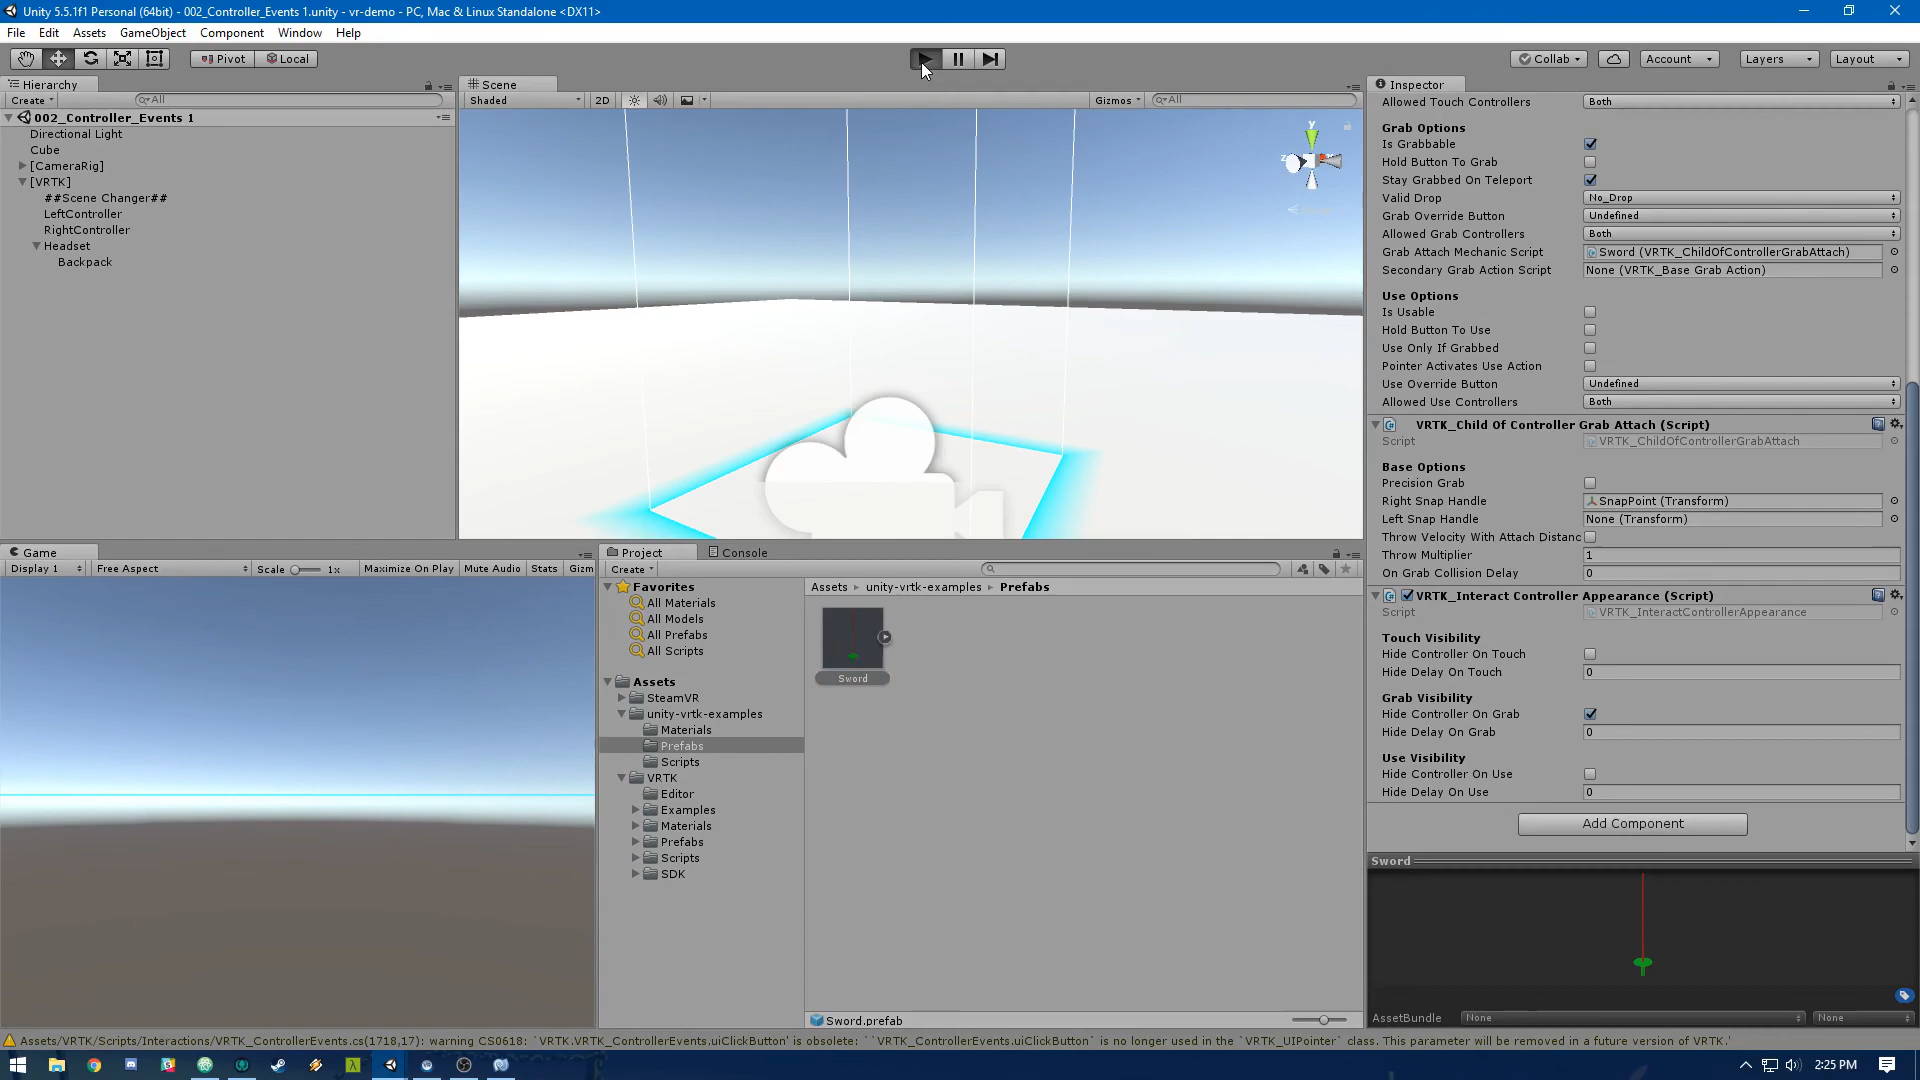 Unity 5.5.1f1 Personal (64bit) - 002_Controller_Events 1.unity - vr-demo - PC, Mac & Linux Standalone <DX11>
File Edit Assets GameObject Component Window Help
Pivot Local Collab Account Layers Layout
Hierarchy
Create All
002_Controller_Events 1
Directional Light
Cube
[CameraRig]
[VRTK]
##Scene Changer##
LeftController
RightController
Headset
Backpack
Scene
Shaded 2D Gizmos All
y
z
Inspector
Allowed Touch Controllers Both
Grab Options
Is Grabbable
Hold Button To Grab
Stay Grabbed On Teleport
Valid Drop No_Drop
Grab Override Button Undefined
Allowed Grab Controllers Both
Grab Attach Mechanic Script Sword (VRTK_ChildOfControllerGrabAttach)
Secondary Grab Action Script None (VRTK_Base Grab Action)
Use Options
Is Usable
Hold Button To Use
Use Only If Grabbed
Pointer Activates Use Action
Use Override Button Undefined
Allowed Use Controllers Both
VRTK_Child Of Controller Grab Attach (Script)
Script VRTK_ChildOfControllerGrabAttach
Base Options
Precision Grab
Right Snap Handle SnapPoint (Transform)
Left Snap Handle None (Transform)
Throw Velocity With Attach Distanc
Throw Multiplier 1
On Grab Collision Delay 0
VRTK_Interact Controller Appearance (Script)
Script VRTK_InteractControllerAppearance
Touch Visibility
Hide Controller On Touch
Hide Delay On Touch 0
Grab Visibility
Hide Controller On Grab
Hide Delay On Grab 0
Use Visibility
Hide Controller On Use
Hide Delay On Use 0
Add Component
Sword
AssetBundle None None
Game
Display 1 Free Aspect Scale 1x Maximize On Play Mute Audio Stats Gizm
Project Console
Create
Favorites
All Materials
All Models
All Prefabs
All Scripts
Assets
SteamVR
unity-vrtk-examples
Materials
Prefabs
Scripts
VRTK
Editor
Examples
Materials
Prefabs
Scripts
SDK
Assets unity-vrtk-examples Prefabs
Sword
Sword.prefab
Assets/VRTK/Scripts/Interactions/VRTK_ControllerEvents.cs(1718,17): warning CS0618: `VRTK.VRTK_ControllerEvents.uiClickButton' is obsolete: ``VRTK_ControllerEvents.uiClickButton` is no longer used in the `VRTK_UIPointer` class. This parameter will be removed in a future version of VRTK.'
2:25 PM